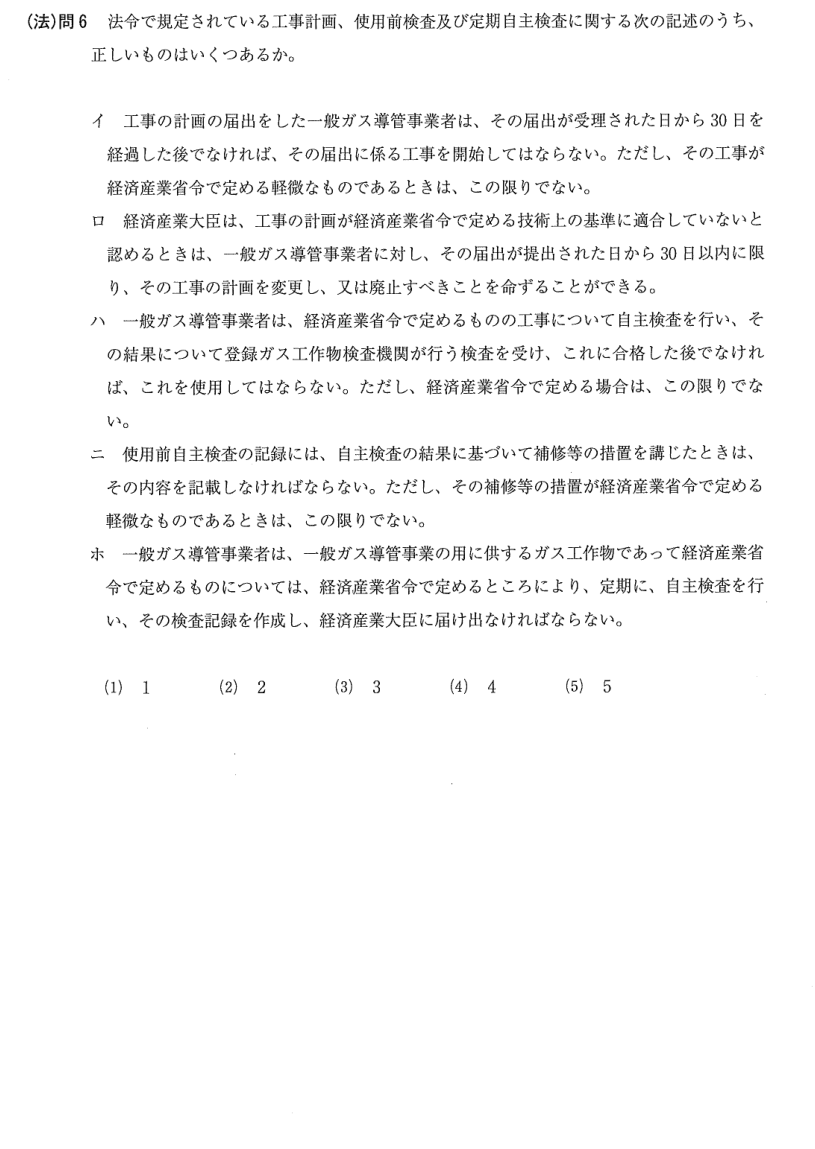 (法)問6 法令で規定されている工事計画、使用前検査及び定期自主検査に関する次の記述のうち、
正しいものはいくつあるか。
イ 工事の計画の届出をした一般ガス導管事業者は、その届出が受理された日から30日を
経過した後でなければ、その届出に係る工事を開始してはならない。ただし、その工事が
経済産業省令で定める軽微なものであるときは、この限りでない。
ロ 経済産業大臣は、工事の計画が経済産業省令で定める技術上の基準に適合していないと
認めるときは、一般ガス導管事業者に対し、その届出が提出された日から30日以内に限
り、その工事の計画を変更し、又は廃止すべきことを命ずることができる。
ハ 一般ガス導管事業者は、経済産業省令で定めるものの工事について自主検査を行い、そ
の結果について登録ガス工作物検査機関が行う検査を受け、これに合格した後でなけれ
ば、これを使用してはならない。ただし、経済産業省令で定める場合は、この限りでな
い。
ニ 使用前自主検査の記録には、自主検査の結果に基づいて補修等の措置を講じたときは、
その内容を記載しなければならない。ただし、その補修等の措置が経済産業省令で定める
軽微なものであるときは、この限りでない。
ホ 一般ガス導管事業者は、一般ガス導管事業の用に供するガス工作物であって経済産業省
令で定めるものについては、経済産業省令で定めるところにより、定期に、自主検査を行
い、その検査記録を作成し、経済産業大臣に届け出なければならない。
(1) 1 (2) 2 (3) 3 (4) 4 (5) 5